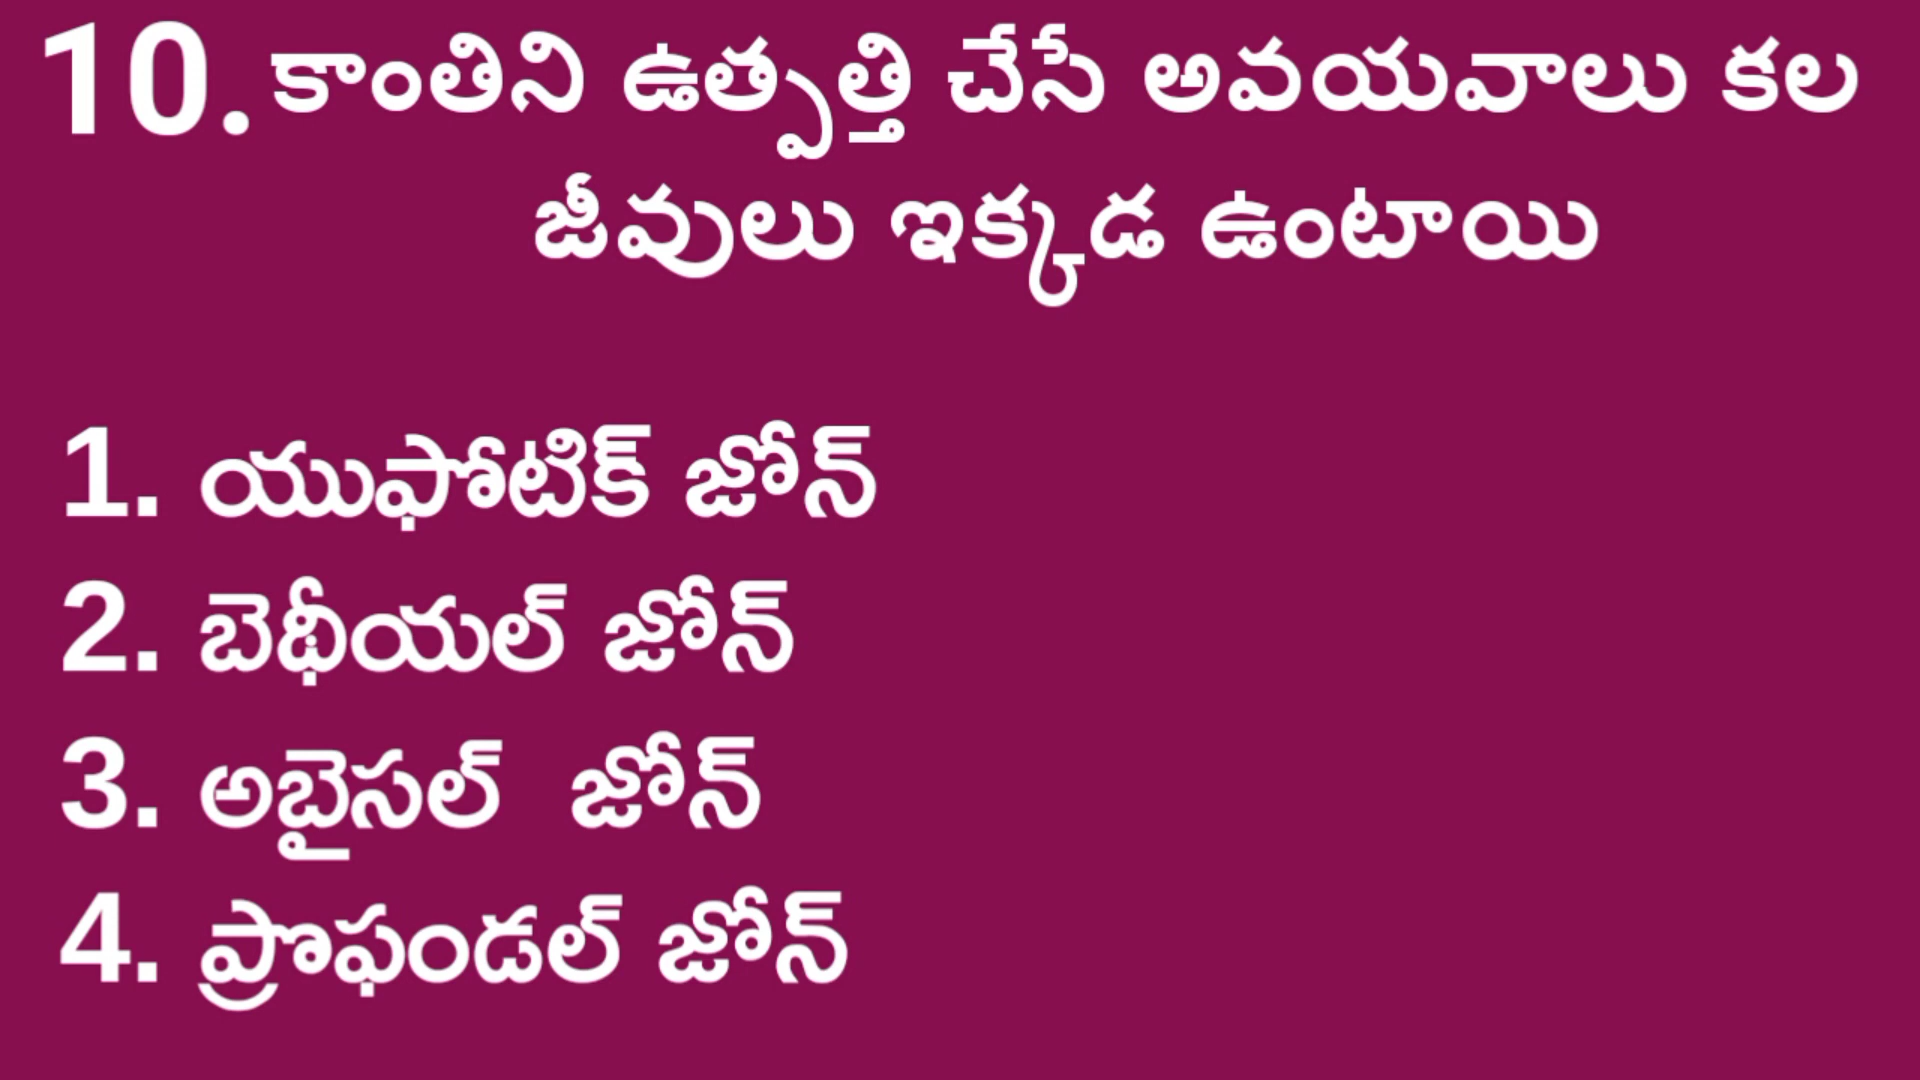 10. కాంతిని ఉత్పత్తి చేసే అవయవాలు కల
జీవులు ఇక్కడ ఉంటాయి
1. యుఫోటిక్ జోన్
2. బెథీయల్ జోన్
3. అబైసల్ జోన్
4. ప్రొఫండల్ జోన్